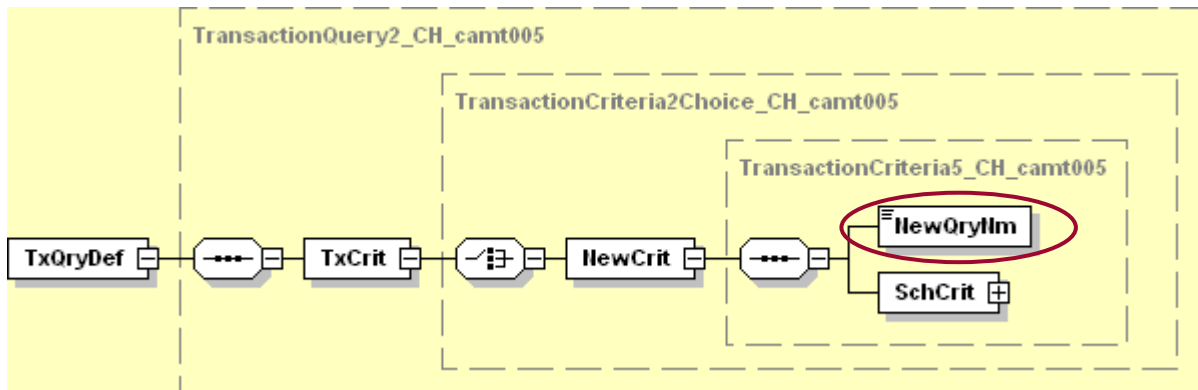 TransactionQuery2_CH_camt005
TransactionCriteria2Choice_CH_camt005
TransactionCriteria5_CH_camt005
NewQryNm
TxQryDef
TxCrit
NewCrit
SchCrit